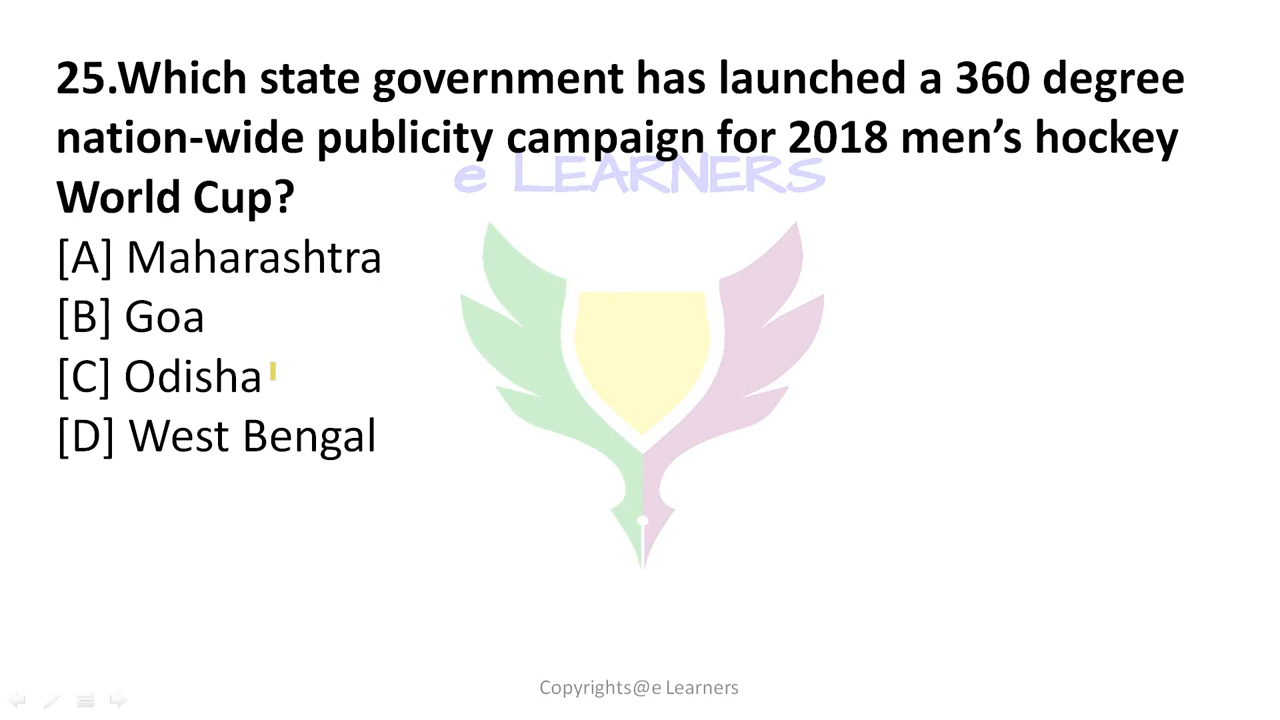 25.Which state government has launched a 360 degree
nation-wide publicity campaign for 2018 men’s hockey
e LEARNERS
World Cup?
[A] Maharashtra
[B] Goa
[C] Odisha
[D] West Bengal
Copyrights@e Learners